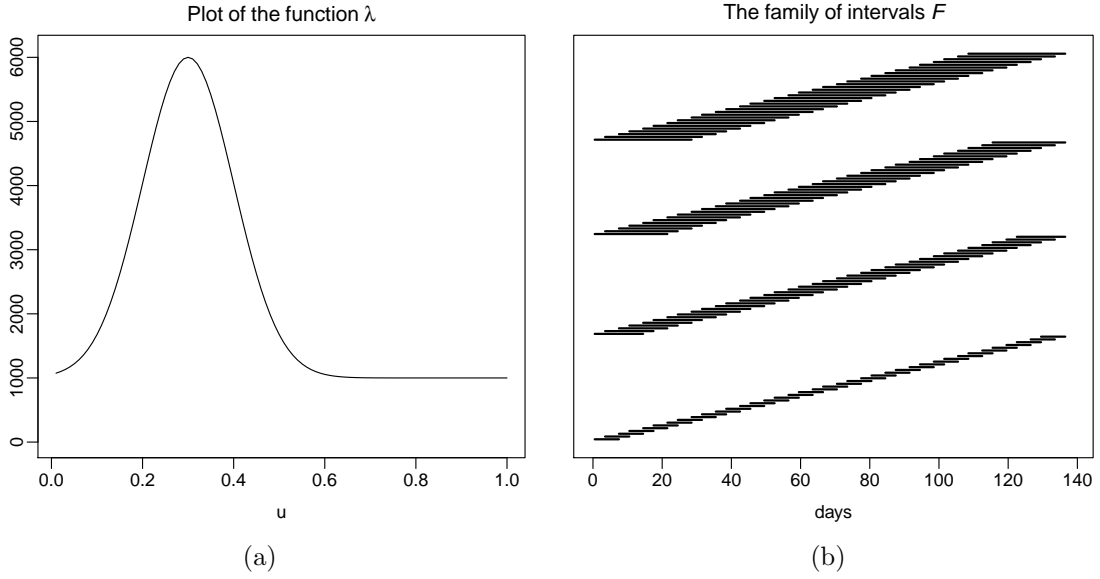 Plot of the function λ
6000
5000
4000
3000
2000
1000
0
0.0 0.2 0.4 0.6 0.8 1.0
u
(a)
The family of intervals F
0 20 40 60 80 100 120 140
days
(b)